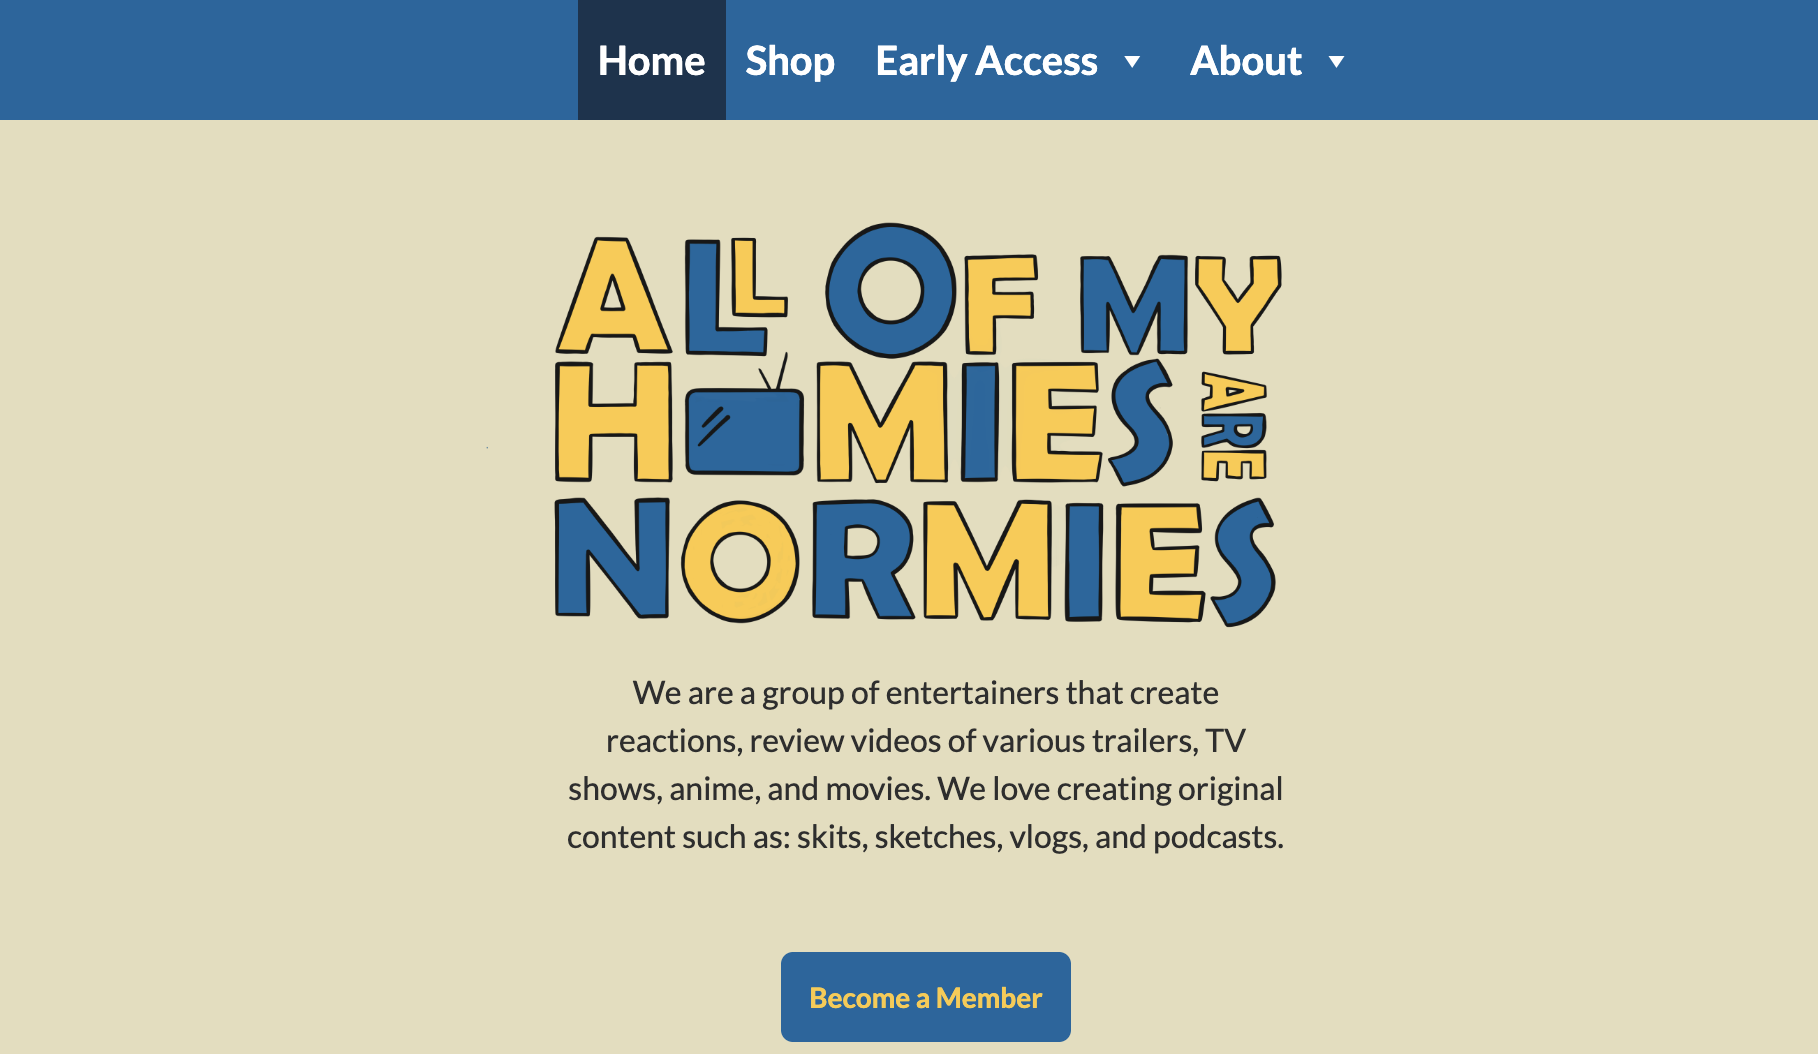 Home Shop Early Access About
ALL OF MY
HOMIES ARE
NORMIES
We are a group of entertainers that create
reactions, review videos of various trailers, TV
shows, anime, and movies. We love creating original
content such as: skits, sketches, vlogs, and podcasts.
Become a Member